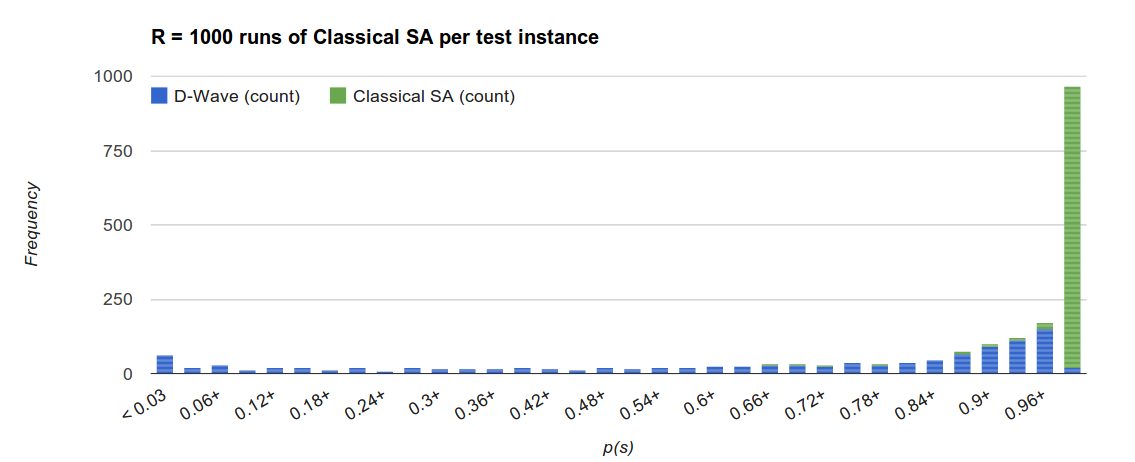 R = 1000 runs of Classical SA per test instance
D-Wave (count) Classical SA (count)
1000
750
500
250
0
Frequency
< 0.03 0.06+ 0.12+ 0.18+ 0.24+ 0.3+ 0.36+ 0.42+ 0.48+ 0.54+ 0.6+ 0.66+ 0.72+ 0.78+ 0.84+ 0.9+ 0.96+
p(s)